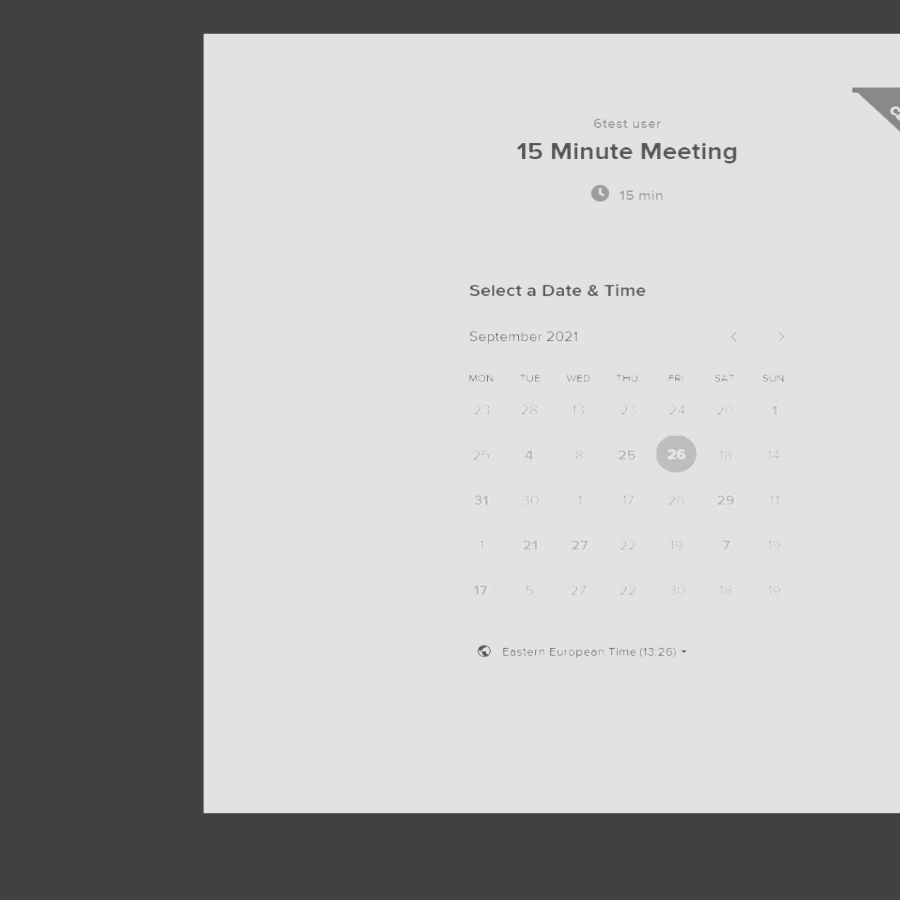 6test user
15 Minute Meeting
15 min
Select a Date & Time
September 2021
MON TUE WED THU FRI SAT SUN
23 28 13 23 24 20 1
25 4 8 25 26 18 14
31 30 1 17 26 29 11
1 21 27 22 19 7 19
17 5 27 22 30 18 19
Eastern European Time (13:26)